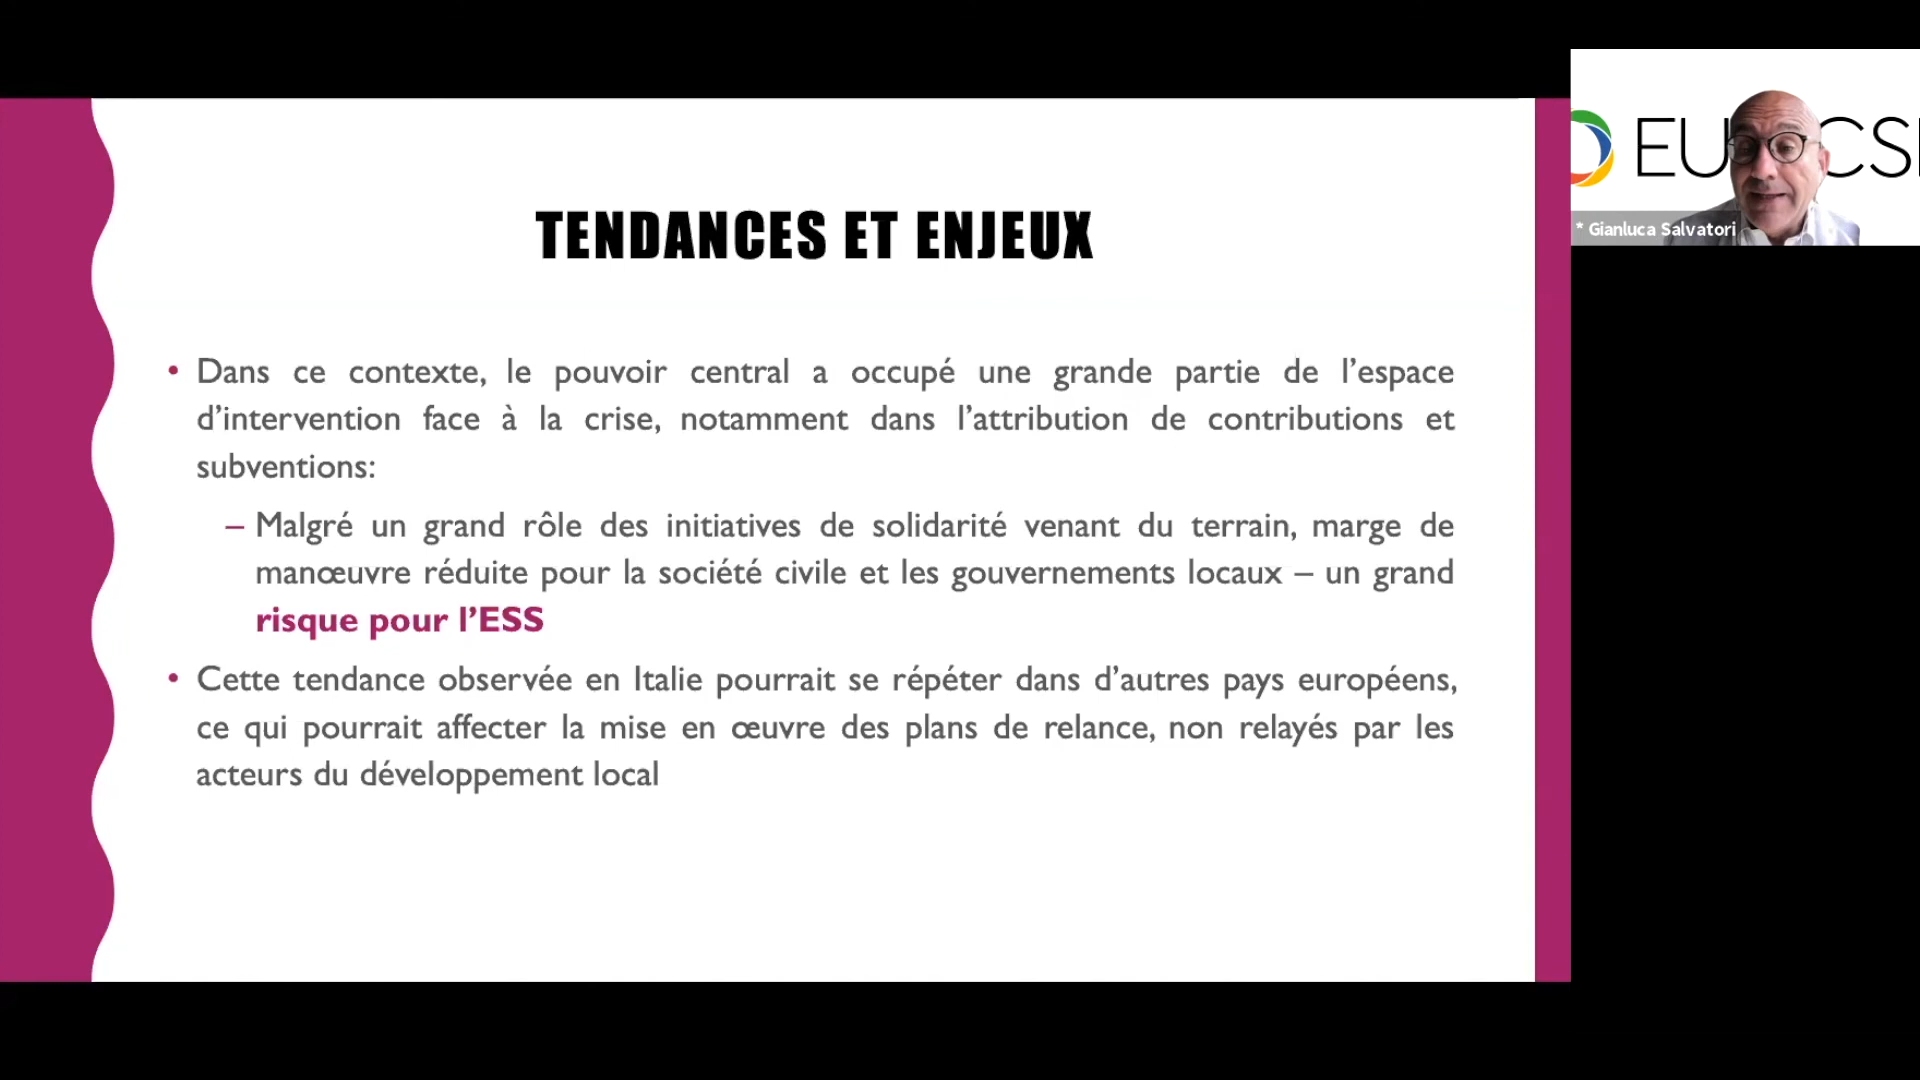 TENDANCES ET ENJEUX
• Dans ce contexte, le pouvoir central a occupé une grande partie de l’espace
d’intervention face à la crise, notamment dans l’attribution de contributions et
subventions:
– Malgré un grand rôle des initiatives de solidarité venant du terrain, marge de
manœuvre réduite pour la société civile et les gouvernements locaux – un grand
risque pour l’ESS
• Cette tendance observée en Italie pourrait se répéter dans d’autres pays européens,
ce qui pourrait affecter la mise en œuvre des plans de relance, non relayés par les
acteurs du développement local
* Gianluca Salvatori